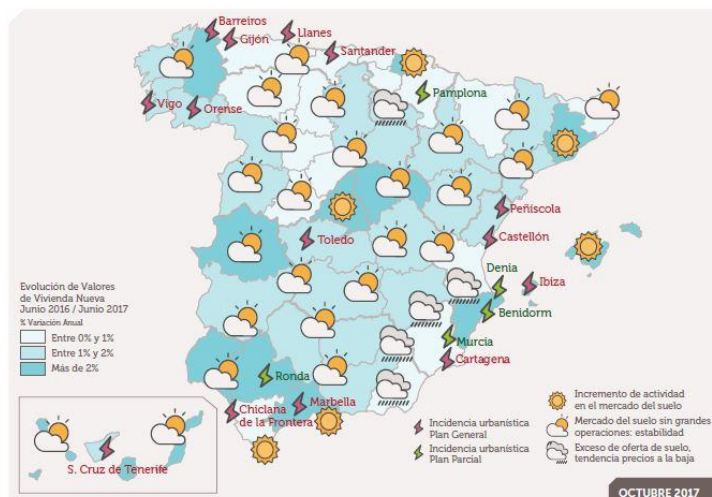 Barreiros
Gijón
Llanes
Santander
Pamplona
Vigo
Orense
Peñíscola
Toledo
Castellón
Denia
Ibiza
Benidorm
Murcia
Cartagena
Ronda
Marbella
Chiclana
de la Frontera
S. Cruz de Tenerife
Evolución de Valores
de Vivienda Nueva
Junio 2016 / Junio 2017
% Variación Anual
Entre 0% y 1%
Entre 1% y 2%
Más de 2%
Incidencia urbanística
Plan General
Incidencia urbanística
Plan Parcial
Incremento de actividad
en el mercado del suelo
Mercado del suelo sin grandes
operaciones: estabilidad
Exceso de oferta de suelo,
tendencia precios a la baja
OCTUBRE 2017